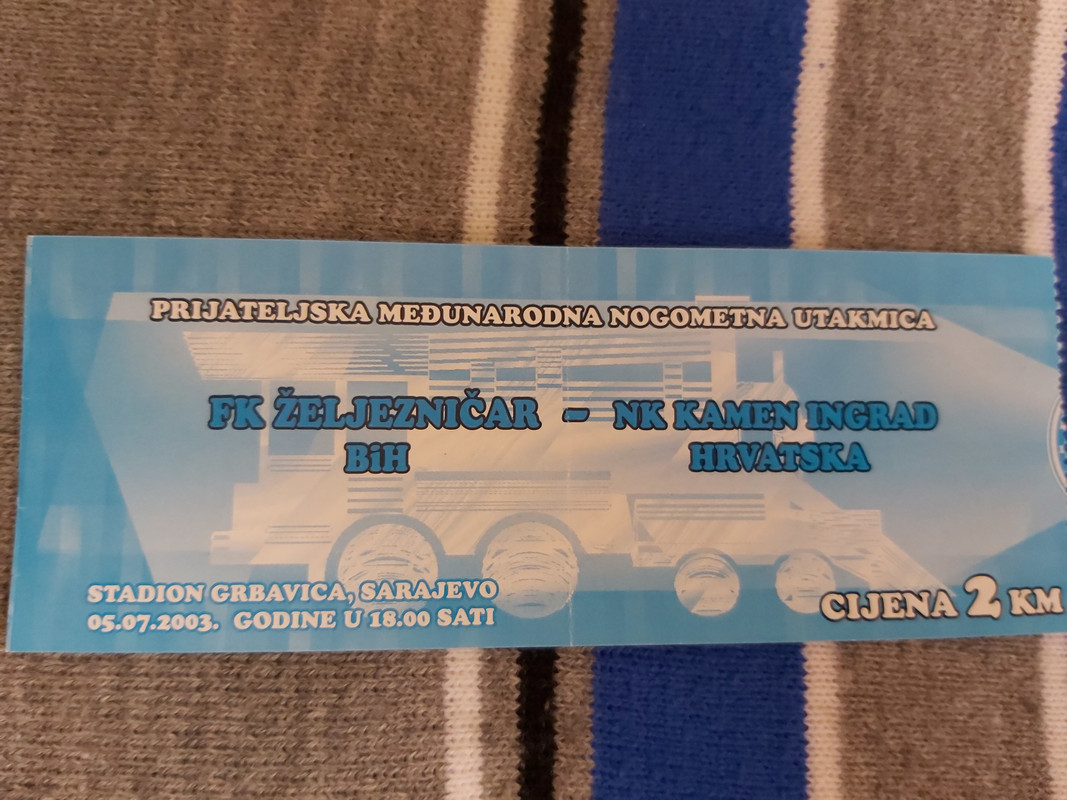 PRIJATELJSKA MEĐUNARODNA NOGOMETNA UTAKMICA
FK ŽELJEZNIČAR - NK KAMEN INGRAD
BiH HRVATSKA
STADION GRBAVICA, SARAJEVO
05.07.2003. GODINE U 18.00 SATI
CIJENA 2 KM